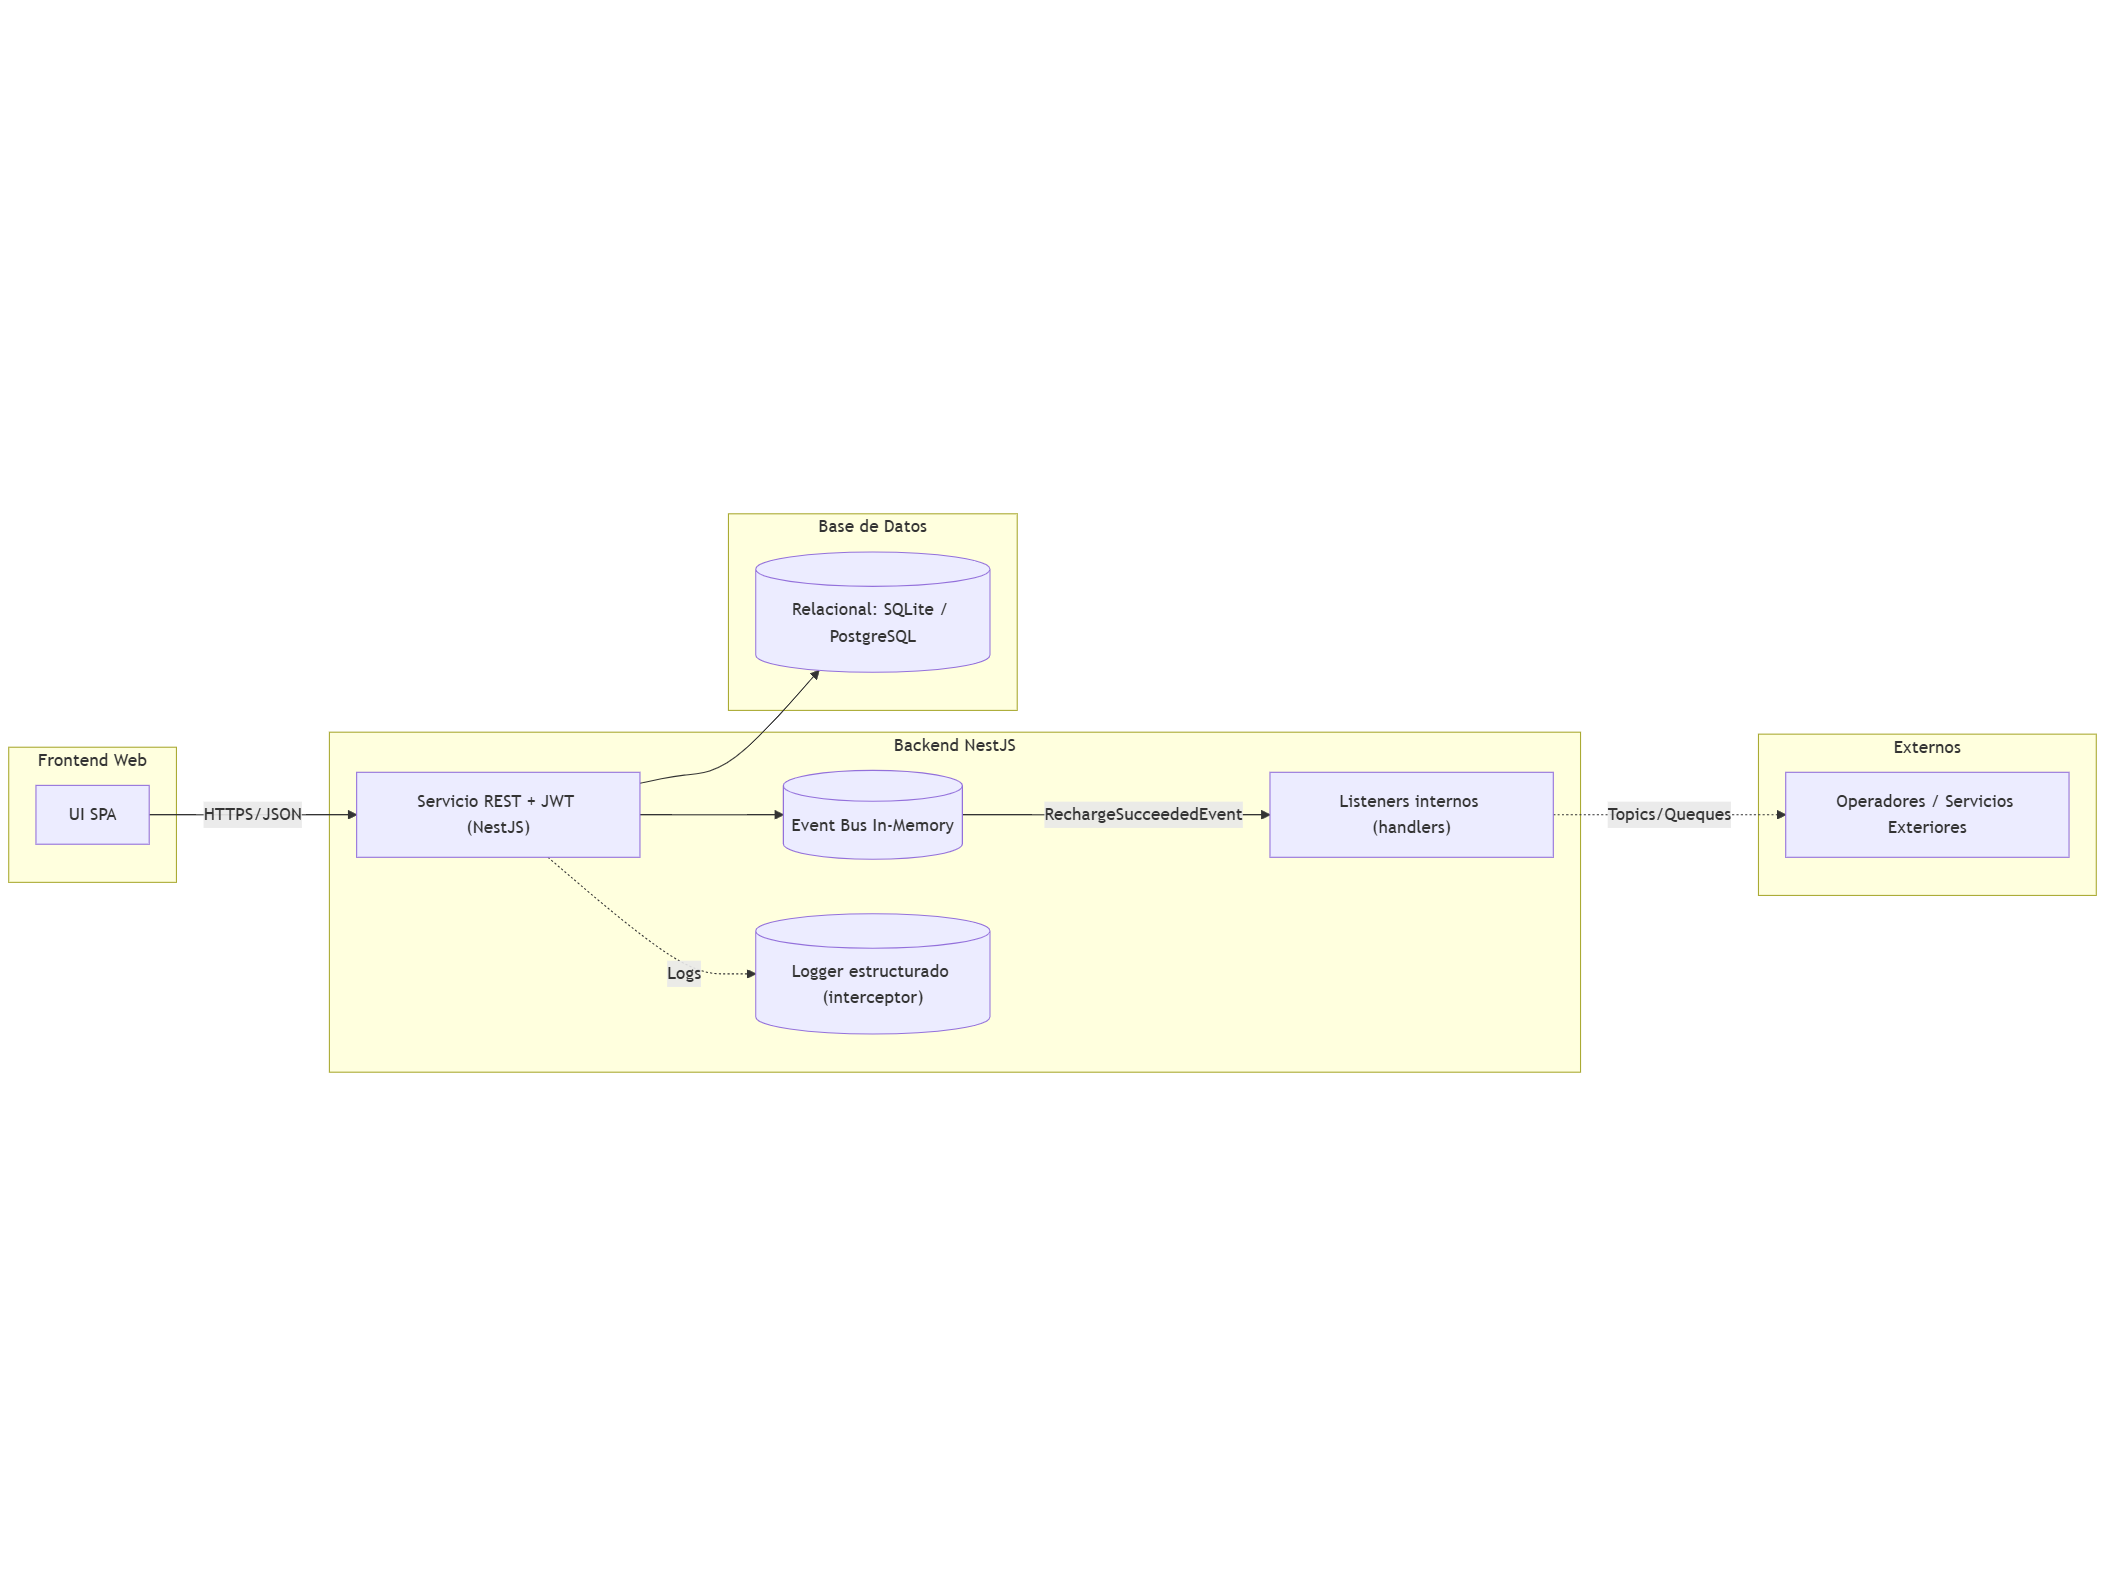 Base de Datos
Relacional: SQLite /
PostgreSQL
Frontend Web
UI SPA
HTTPS/JSON
Backend NestJS
Servicio REST + JWT
(NestJS)
Event Bus In-Memory
RechargeSucceededEvent
Listeners internos
(handlers)
Logs
Logger estructurado
(interceptor)
Topics/Queques
Externos
Operadores / Servicios
Exteriores